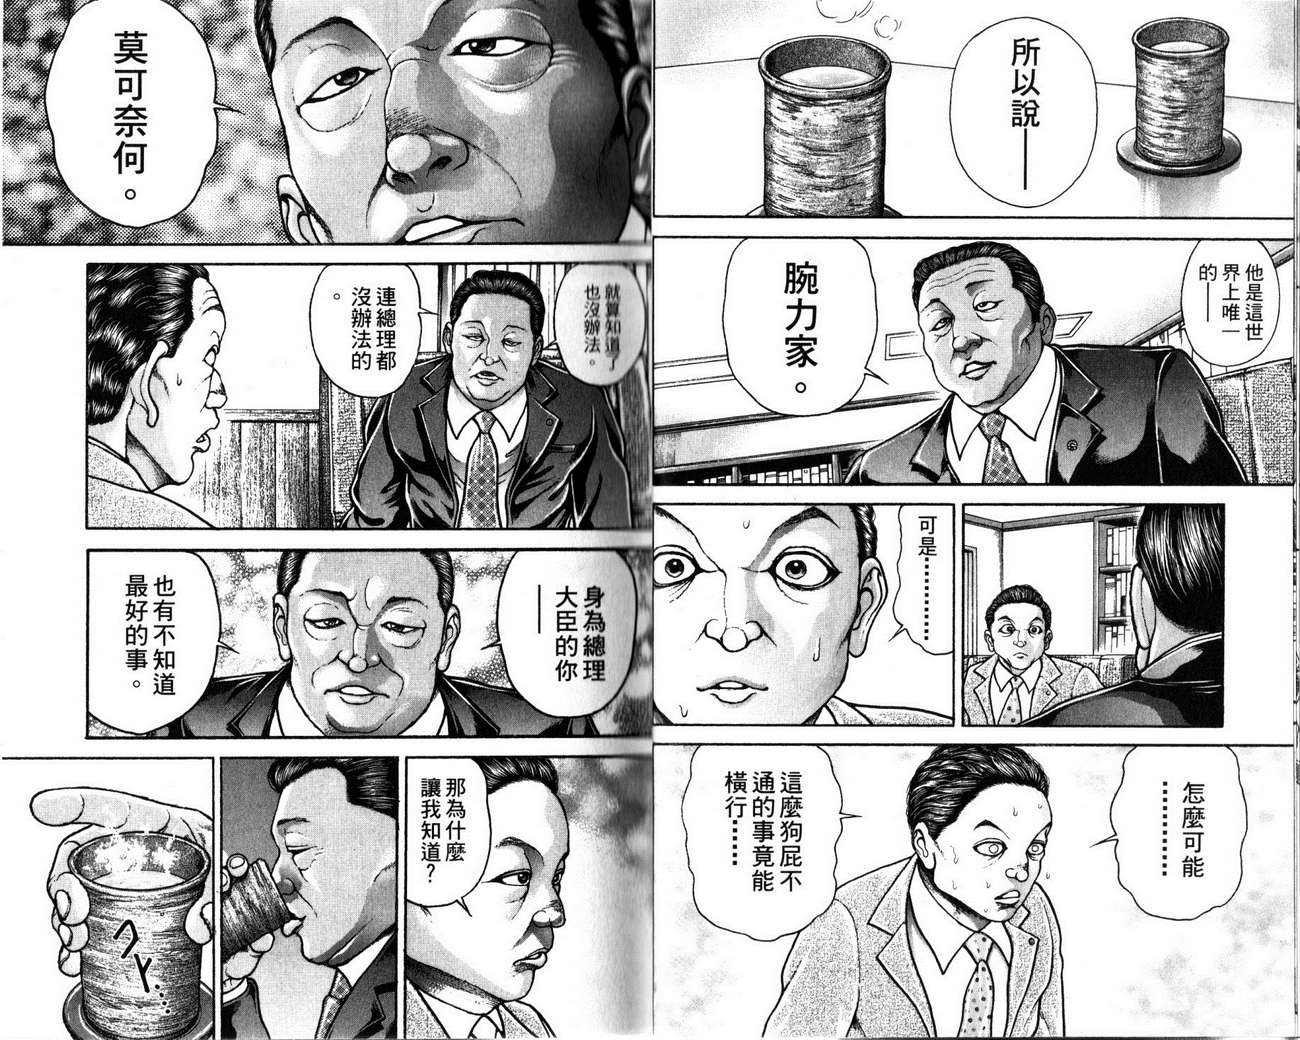 所以說——
他是這世
界上唯一
的——
腕力家。
可是…………
怎麼可能
…………
這麼狗屁不
通的事竟能
橫行……
莫可奈何。
就算知道了
也沒辦法。
連總理都
沒辦法的
。
身為總理
大臣的你
——
也有不知道
最好的事。
那為什麼
讓我知道？
コト…